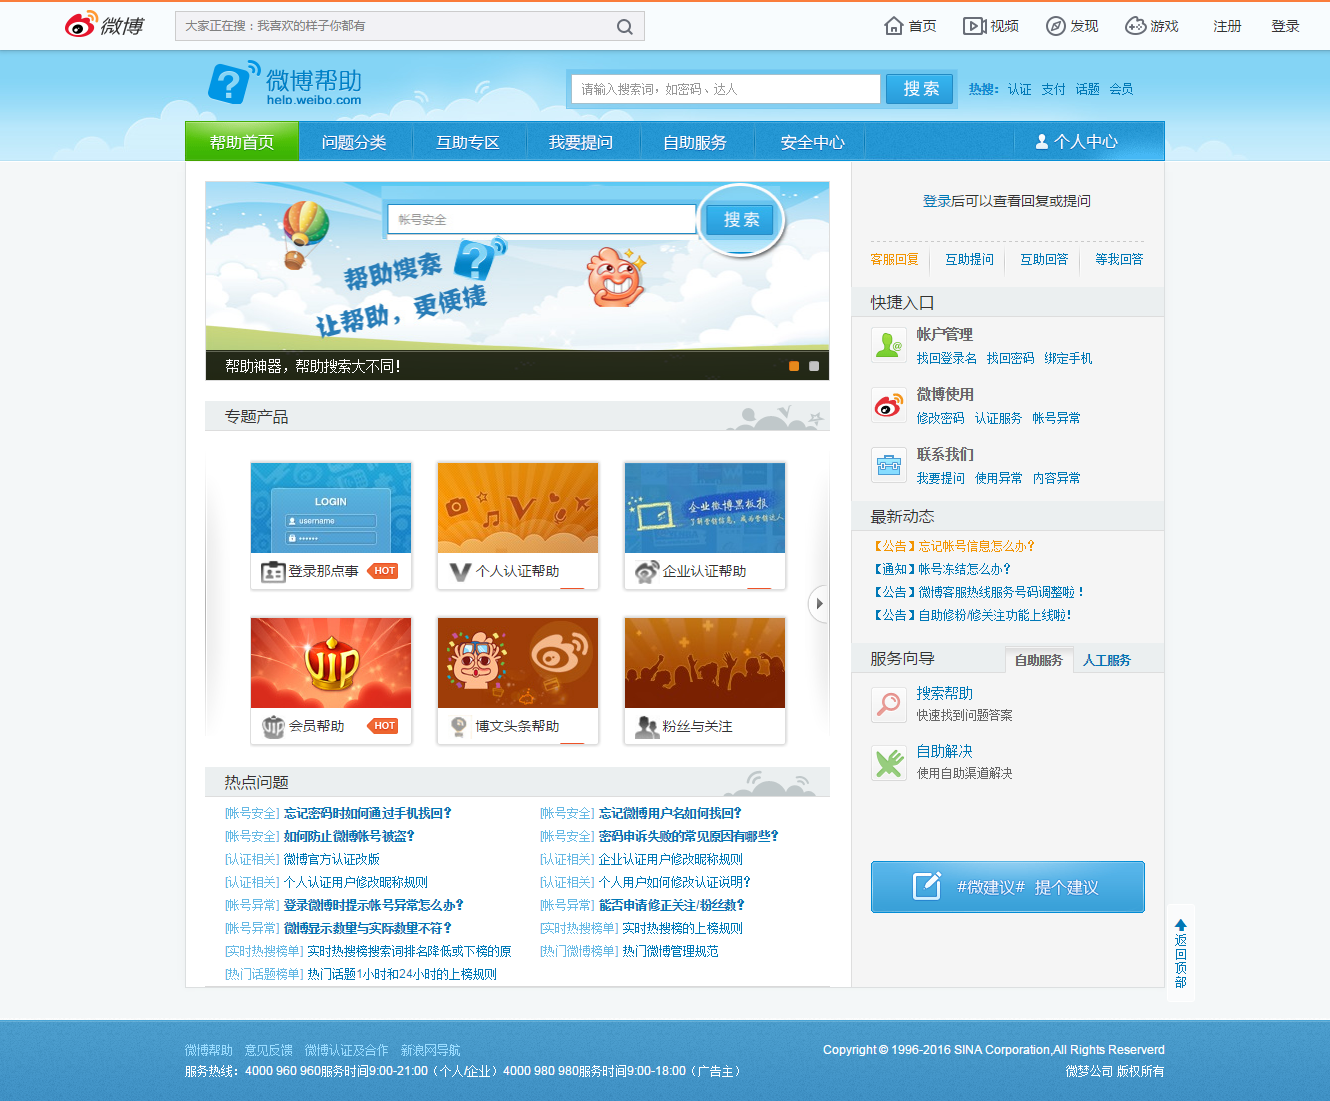 微博
大家正在搜：我喜欢的样子你都有
首页 视频 发现 游戏 注册 登录
微博帮助
help.weibo.com
请输入搜索词，如密码、达人
搜索
热搜： 认证 支付 话题 会员
帮助首页 问题分类 互助专区 我要提问 自助服务 安全中心 个人中心
帐号安全
搜索
帮助搜索
让帮助，更便捷
帮助神器，帮助搜索大不同！
登录后可以查看回复或提问
客服回复 互助提问 互助回答 等我回答
快捷入口
帐户管理
找回登录名 找回密码 绑定手机
微博使用
修改密码 认证服务 帐号异常
联系我们
我要提问 使用异常 内容异常
专题产品
LOGIN
username
企业微博黑板报
了解营销信息，成为营销达人
登录那点事 HOT
个人认证帮助
企业认证帮助
VIP
会员帮助 HOT
博文头条帮助
粉丝与关注
最新动态
【公告】忘记帐号信息怎么办？
【通知】帐号冻结怎么办？
【公告】微博客服热线服务号码调整啦！
【公告】自助修粉/修关注功能上线啦！
服务向导 自助服务 人工服务
搜索帮助
快速找到问题答案
自助解决
使用自助渠道解决
#微建议# 提个建议
热点问题
[帐号安全] 忘记密码时如何通过手机找回？
[帐号安全] 忘记微博用户名如何找回？
[帐号安全] 如何防止微博帐号被盗？
[帐号安全] 密码申诉失败的常见原因有哪些？
[认证相关] 微博官方认证改版
[认证相关] 企业认证用户修改昵称规则
[认证相关] 个人认证用户修改昵称规则
[认证相关] 个人用户如何修改认证说明？
[帐号异常] 登录微博时提示帐号异常怎么办？
[帐号异常] 能否申请修正关注/粉丝数？
[帐号异常] 微博显示数量与实际数量不符？
[实时热搜榜单] 实时热搜榜的上榜规则
[实时热搜榜单] 实时热搜榜搜索词排名降低或下榜的原
[热门微博榜单] 热门微博管理规范
[热门话题榜单] 热门话题1小时和24小时的上榜规则
返回顶部
微博帮助 意见反馈 微博认证及合作 新浪网导航
Copyright © 1996-2016 SINA Corporation,All Rights Reserverd
服务热线：4000 960 960服务时间9:00-21:00（个人/企业）4000 980 980服务时间9:00-18:00（广告主）
微梦公司 版权所有